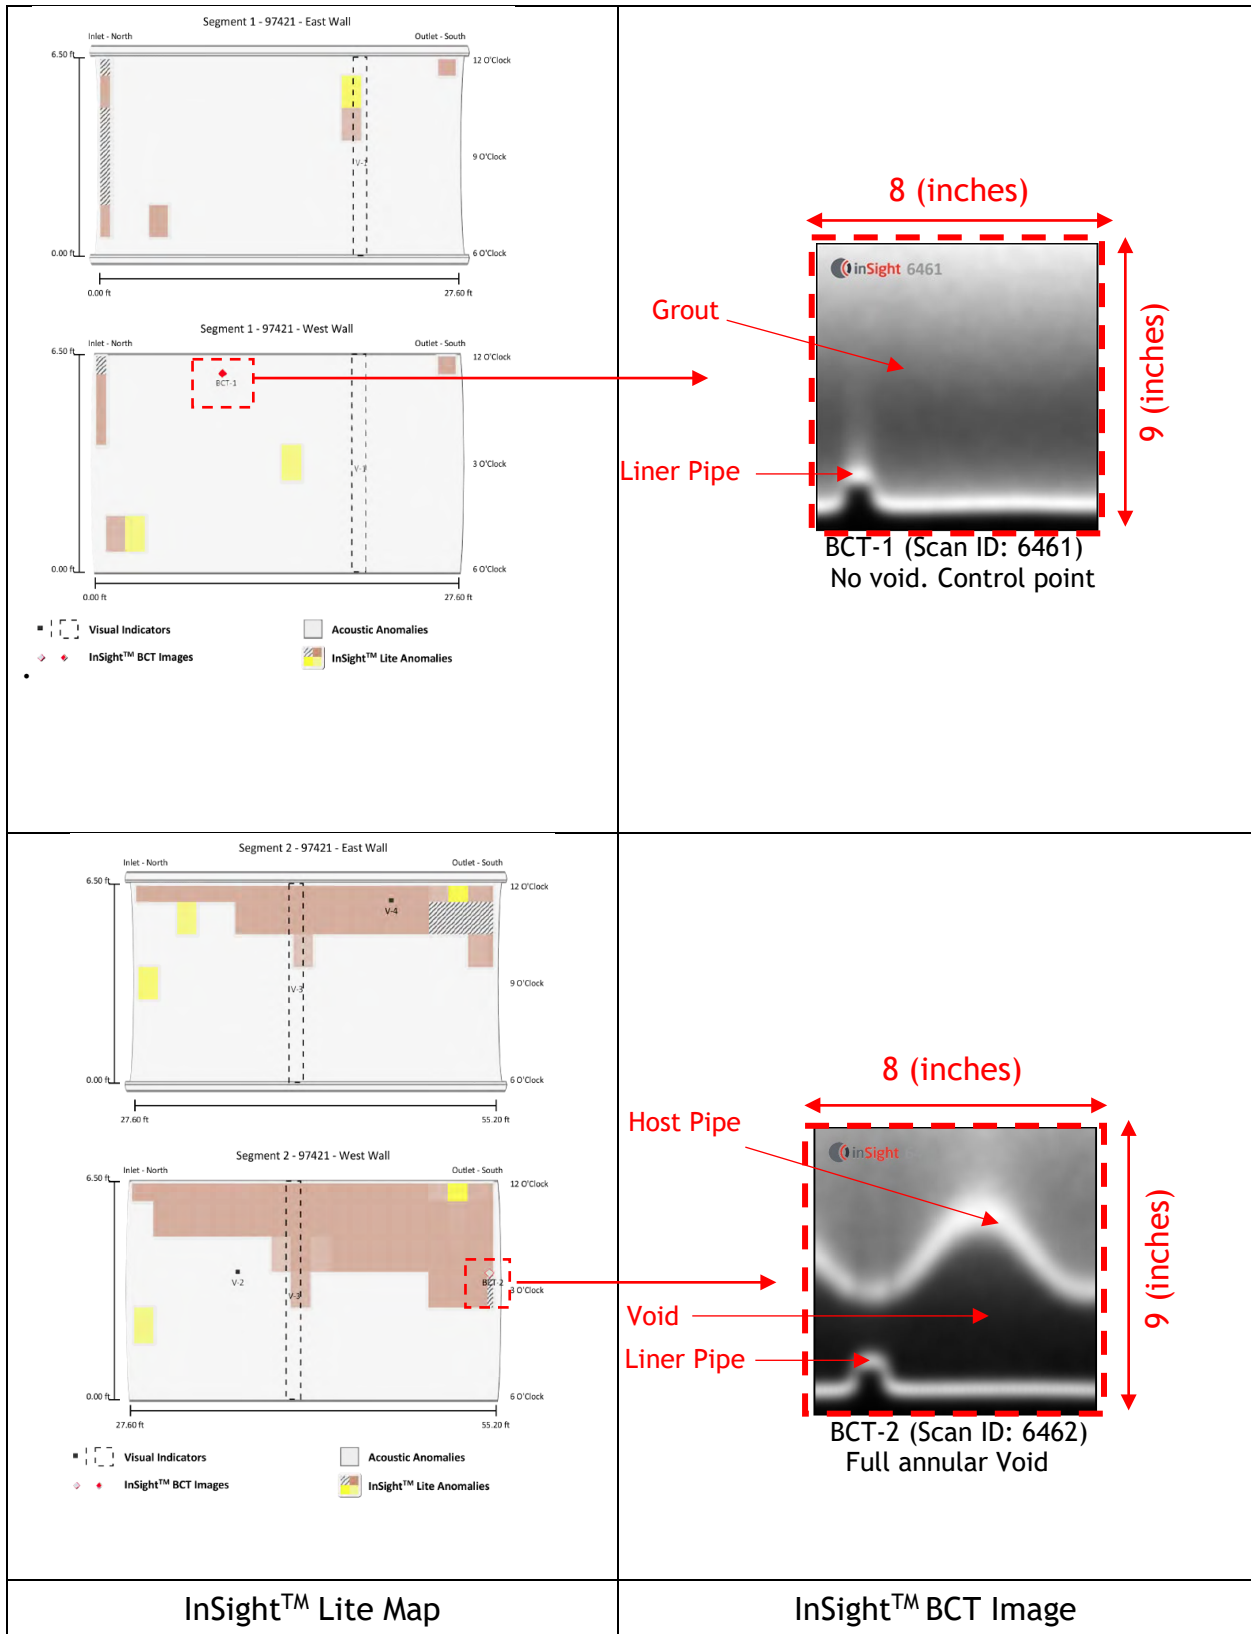 Segment 1 - 97421 - East Wall
Inlet - North
Outlet - South
6.50 ft
12 O'Clock
9 O'Clock
V-1
0.00 ft
6 O'Clock
0.00 ft
27.60 ft
Segment 1 - 97421 - West Wall
Inlet - North
Outlet - South
6.50 ft
12 O'Clock
BCT-1
3 O'Clock
V-1
0.00 ft
6 O'Clock
0.00 ft
27.60 ft
Visual Indicators
Acoustic Anomalies
InSight™ BCT Images
InSight™ Lite Anomalies
8 (inches)
inSight 6461
Grout
9 (inches)
Liner Pipe
BCT-1 (Scan ID: 6461)
No void. Control point
Segment 2 - 97421 - East Wall
Inlet - North
Outlet - South
6.50 ft
12 O'Clock
V-4
9 O'Clock
V-3
0.00 ft
6 O'Clock
27.60 ft
55.20 ft
Segment 2 - 97421 - West Wall
Inlet - North
Outlet - South
6.50 ft
12 O'Clock
V-2
BCT-2
3 O'Clock
V-3
0.00 ft
6 O'Clock
27.60 ft
55.20 ft
Visual Indicators
Acoustic Anomalies
InSight™ BCT Images
InSight™ Lite Anomalies
8 (inches)
Host Pipe
inSight
9 (inches)
Void
Liner Pipe
BCT-2 (Scan ID: 6462)
Full annular Void
InSight™ Lite Map
InSight™ BCT Image